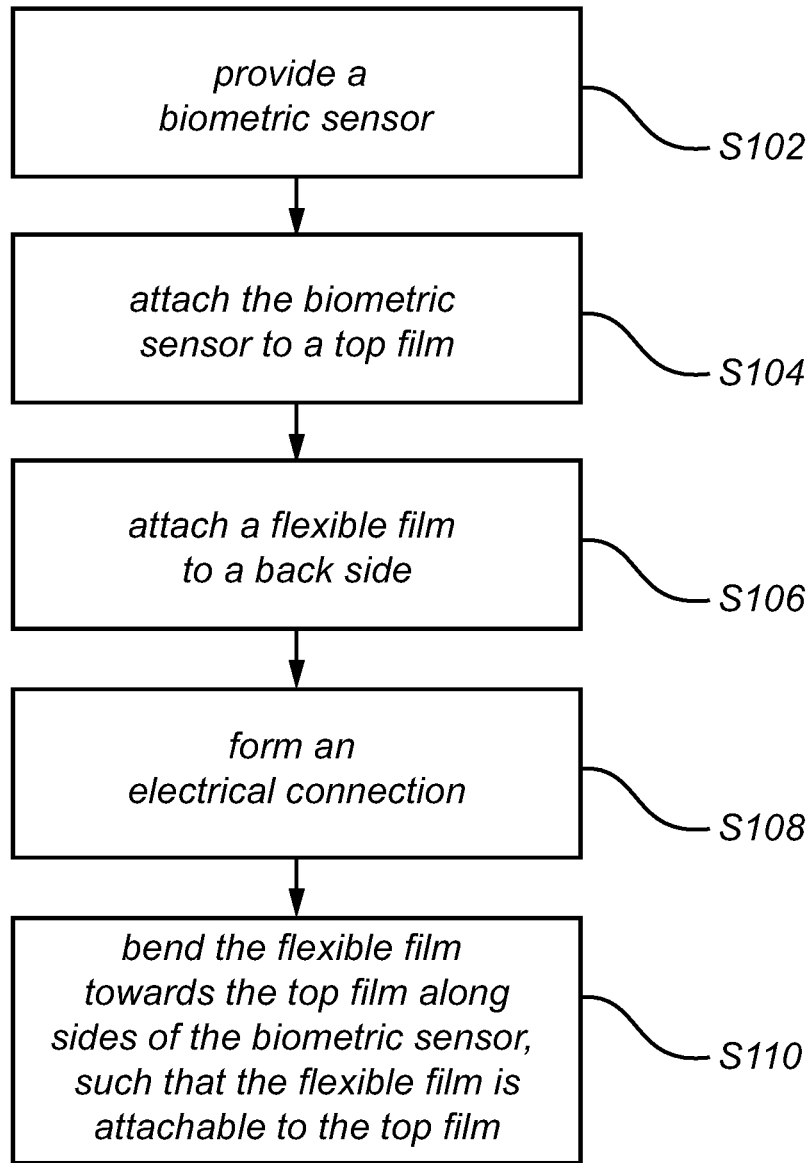 provide a
biometric sensor
S102
attach the biometric
sensor to a top film
S104
attach a flexible film
to a back side
S106
form an
electrical connection
S108
bend the flexible film
towards the top film along
sides of the biometric sensor,
such that the flexible film is
attachable to the top film
S110